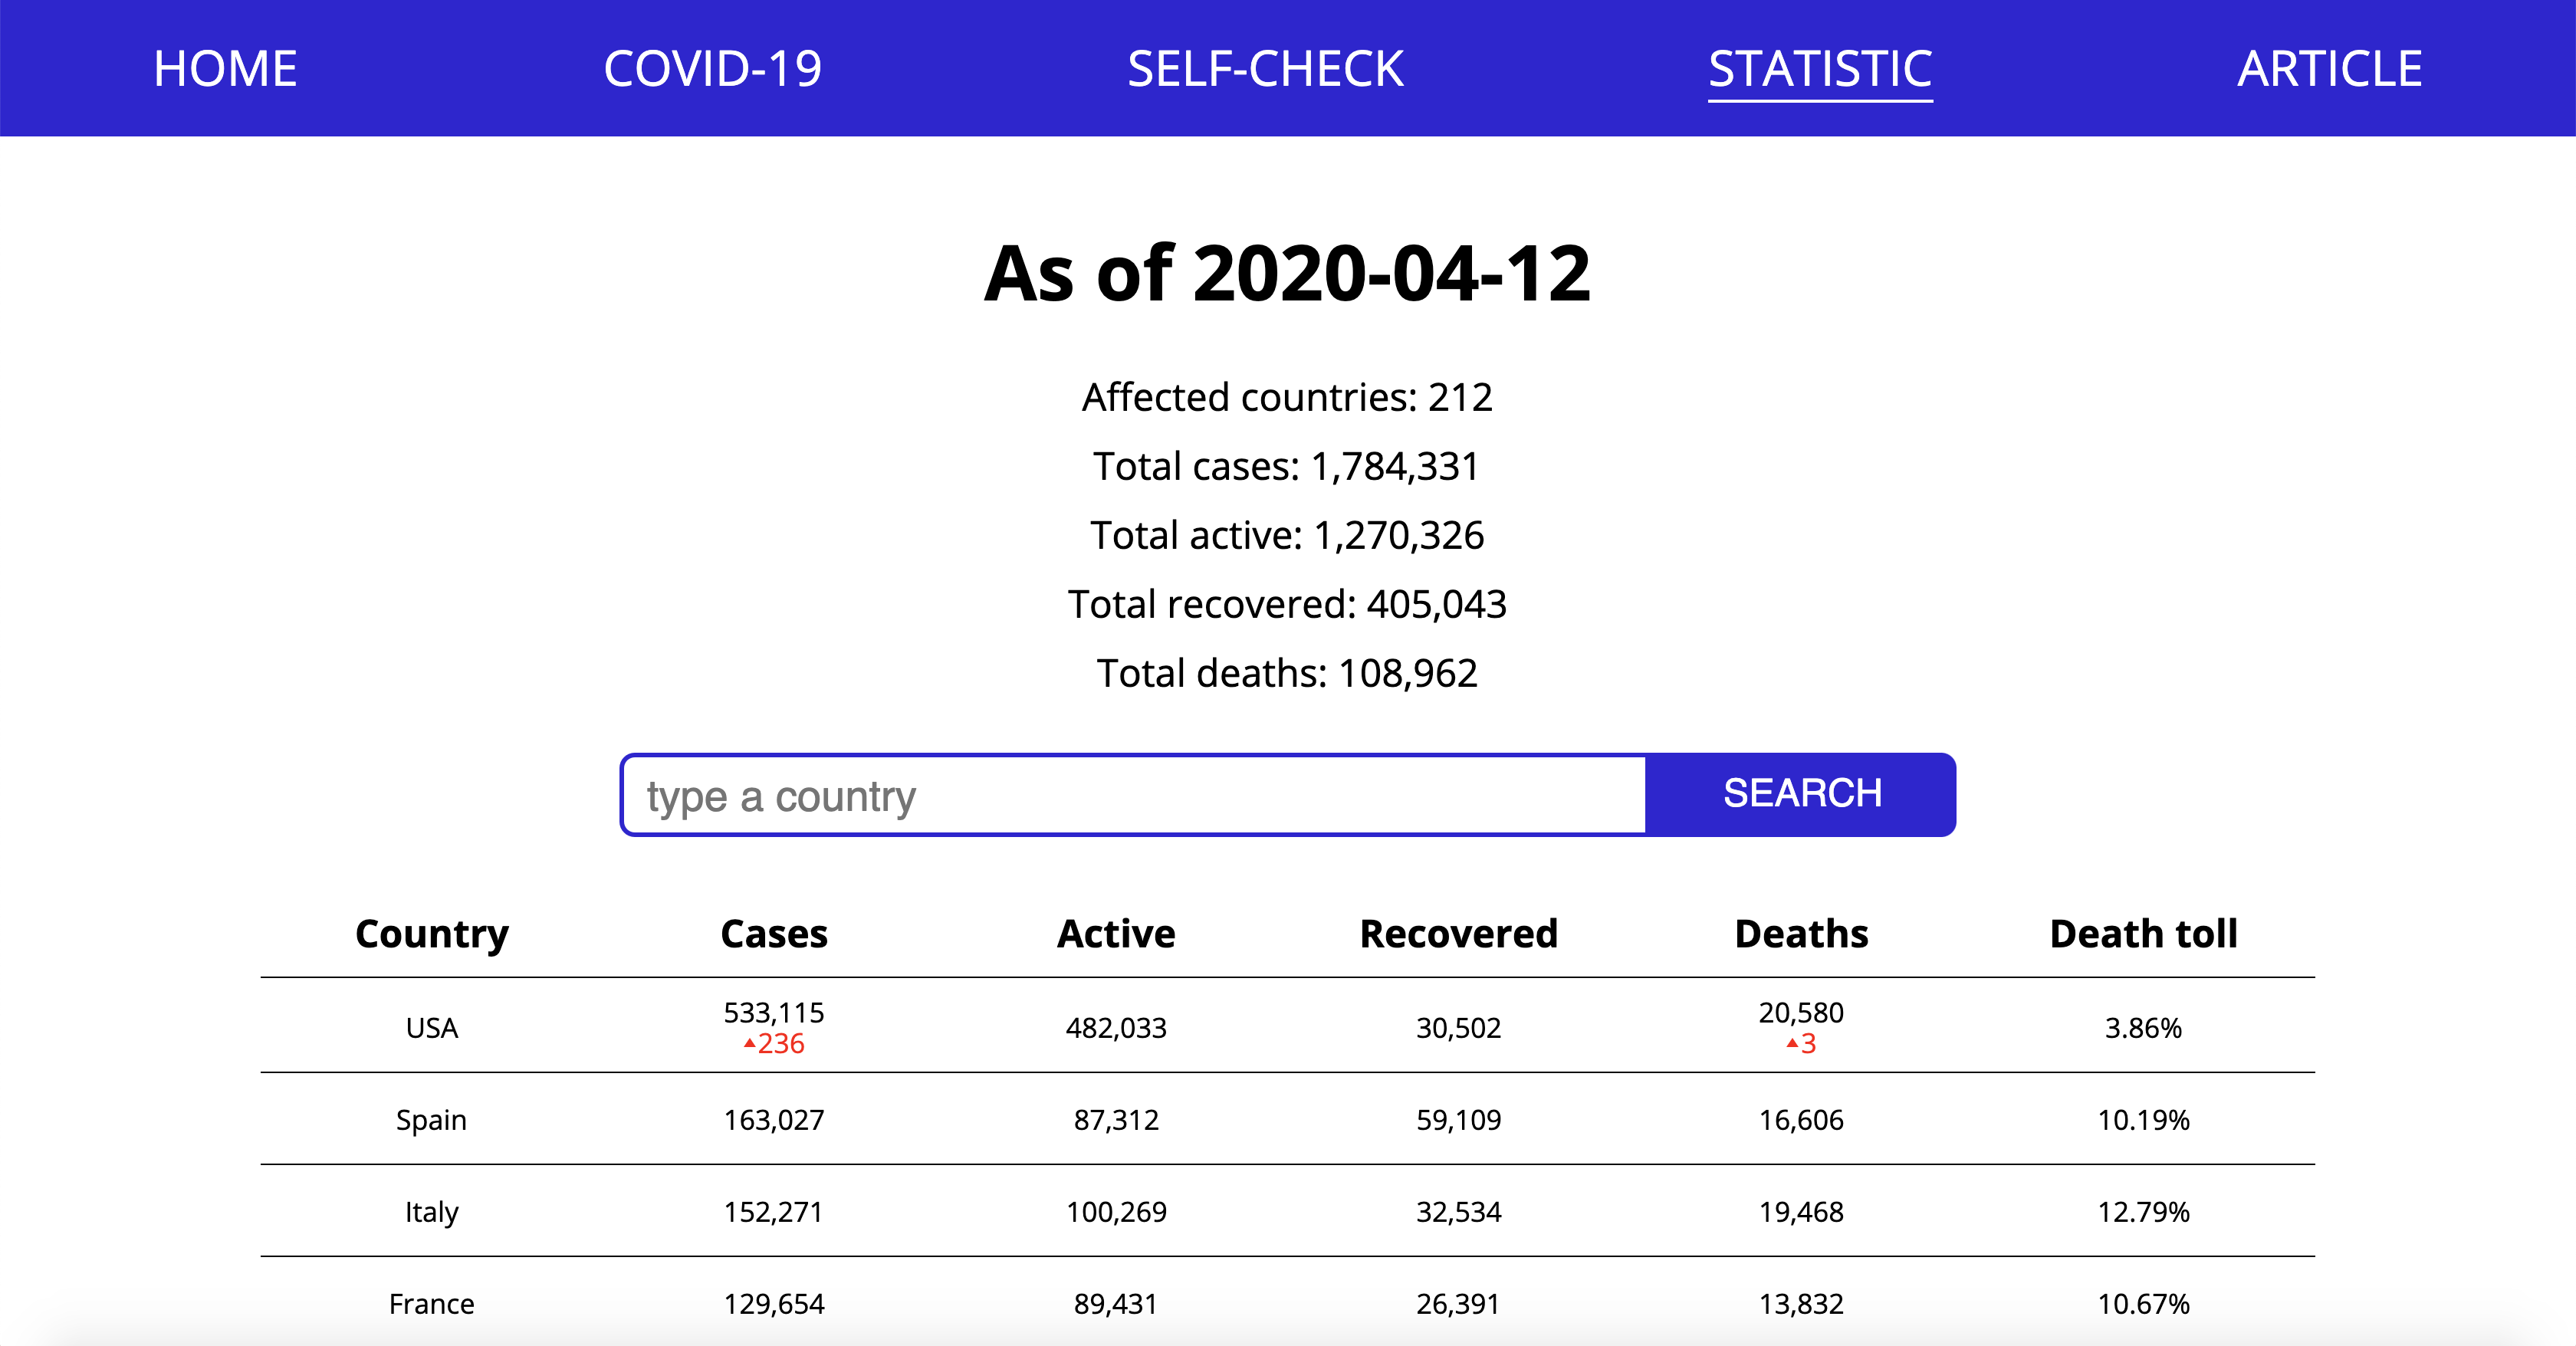 HOME COVID-19 SELF-CHECK STATISTIC ARTICLE
As of 2020-04-12
Affected countries: 212
Total cases: 1,784,331
Total active: 1,270,326
Total recovered: 405,043
Total deaths: 108,962
type a country SEARCH
Country Cases Active Recovered Deaths Death toll
USA 533,115 ▲236 482,033 30,502 20,580 ▲3 3.86%
Spain 163,027 87,312 59,109 16,606 10.19%
Italy 152,271 100,269 32,534 19,468 12.79%
France 129,654 89,431 26,391 13,832 10.67%